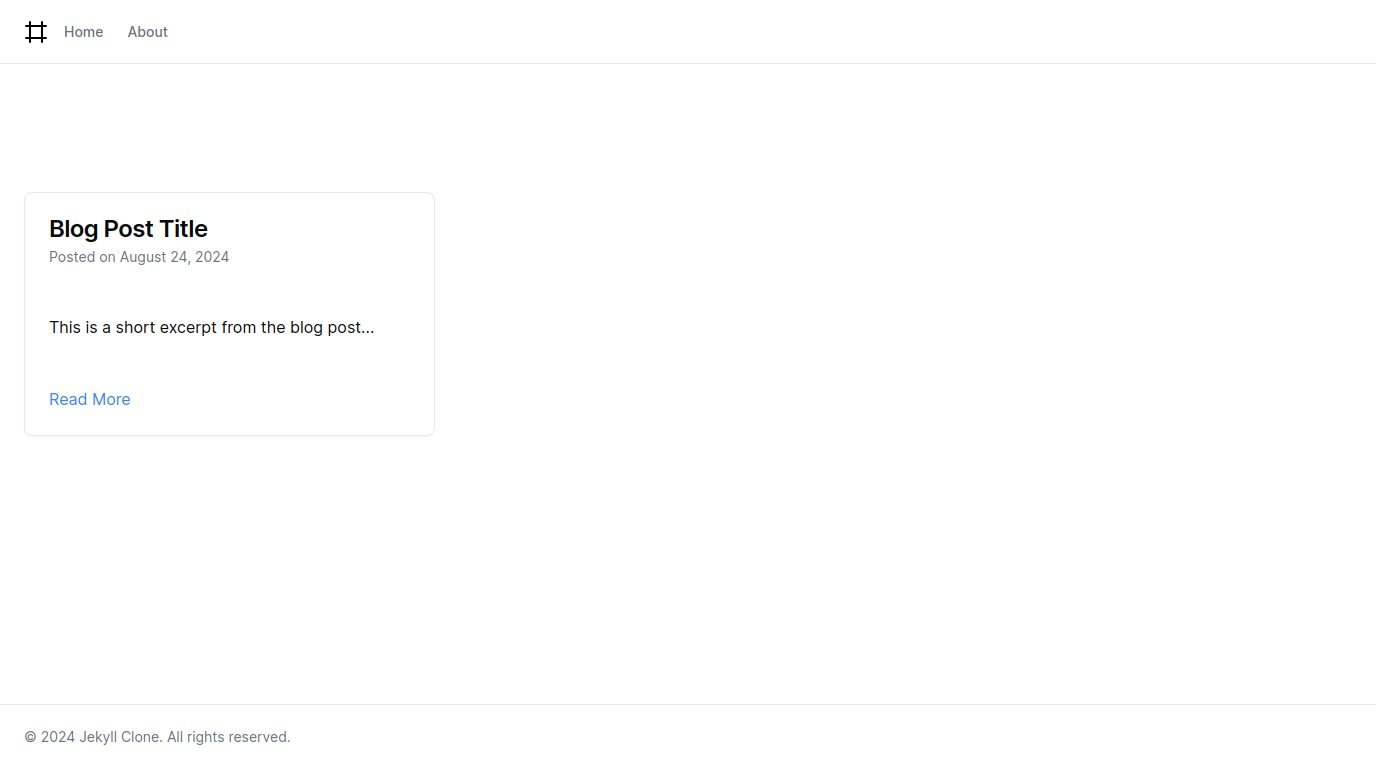 Home About
Blog Post Title
Posted on August 24, 2024
This is a short excerpt from the blog post...
Read More
© 2024 Jekyll Clone. All rights reserved.